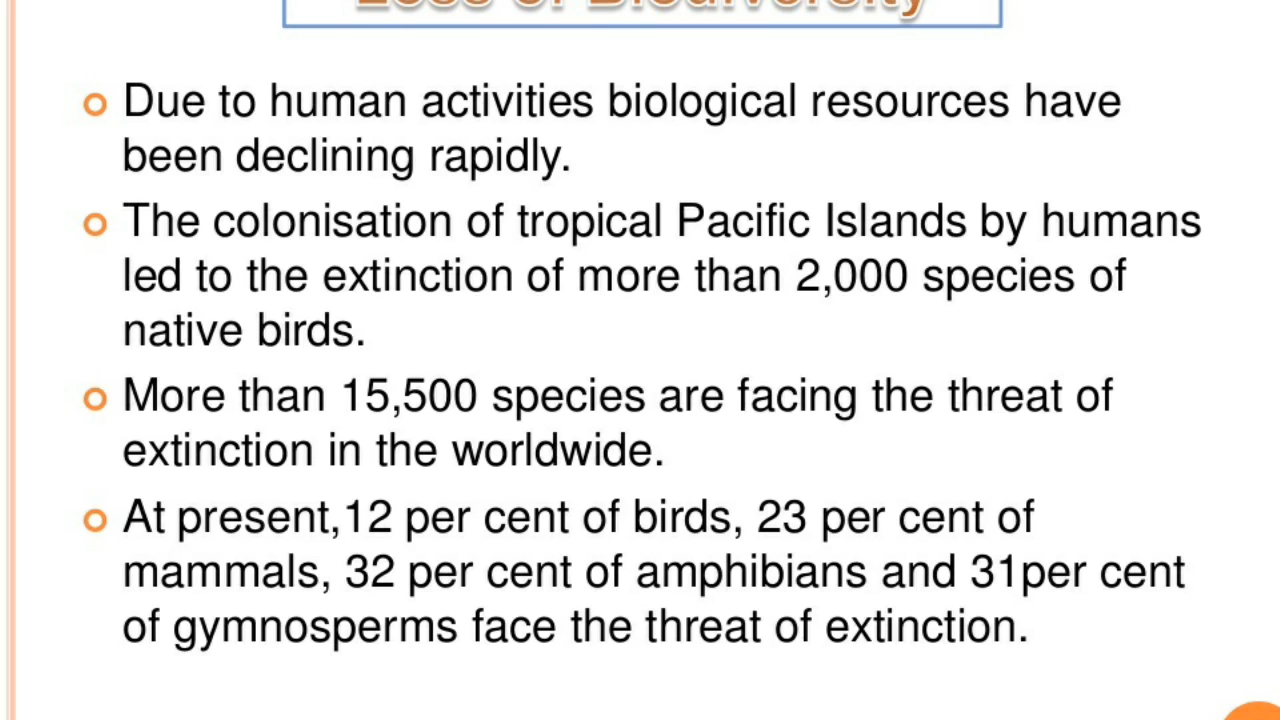 Loss of Biodiversity
Due to human activities biological resources have
been declining rapidly.
The colonisation of tropical Pacific Islands by humans
led to the extinction of more than 2,000 species of
native birds.
More than 15,500 species are facing the threat of
extinction in the worldwide.
At present,12 per cent of birds, 23 per cent of
mammals, 32 per cent of amphibians and 31per cent
of gymnosperms face the threat of extinction.